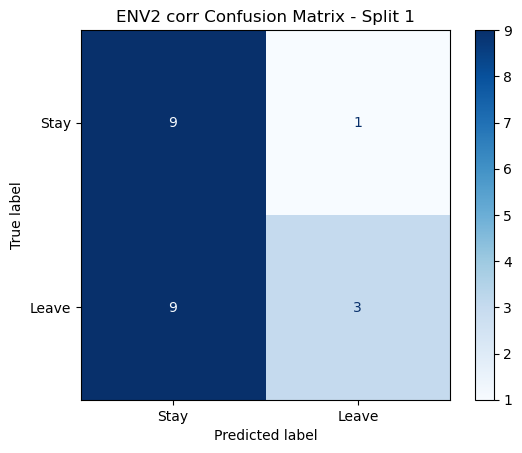 ENV2 corr Confusion Matrix - Split 1
True label
Stay
9
1
Leave
9
3
Stay
Leave
Predicted label
9
8
7
6
5
4
3
2
1